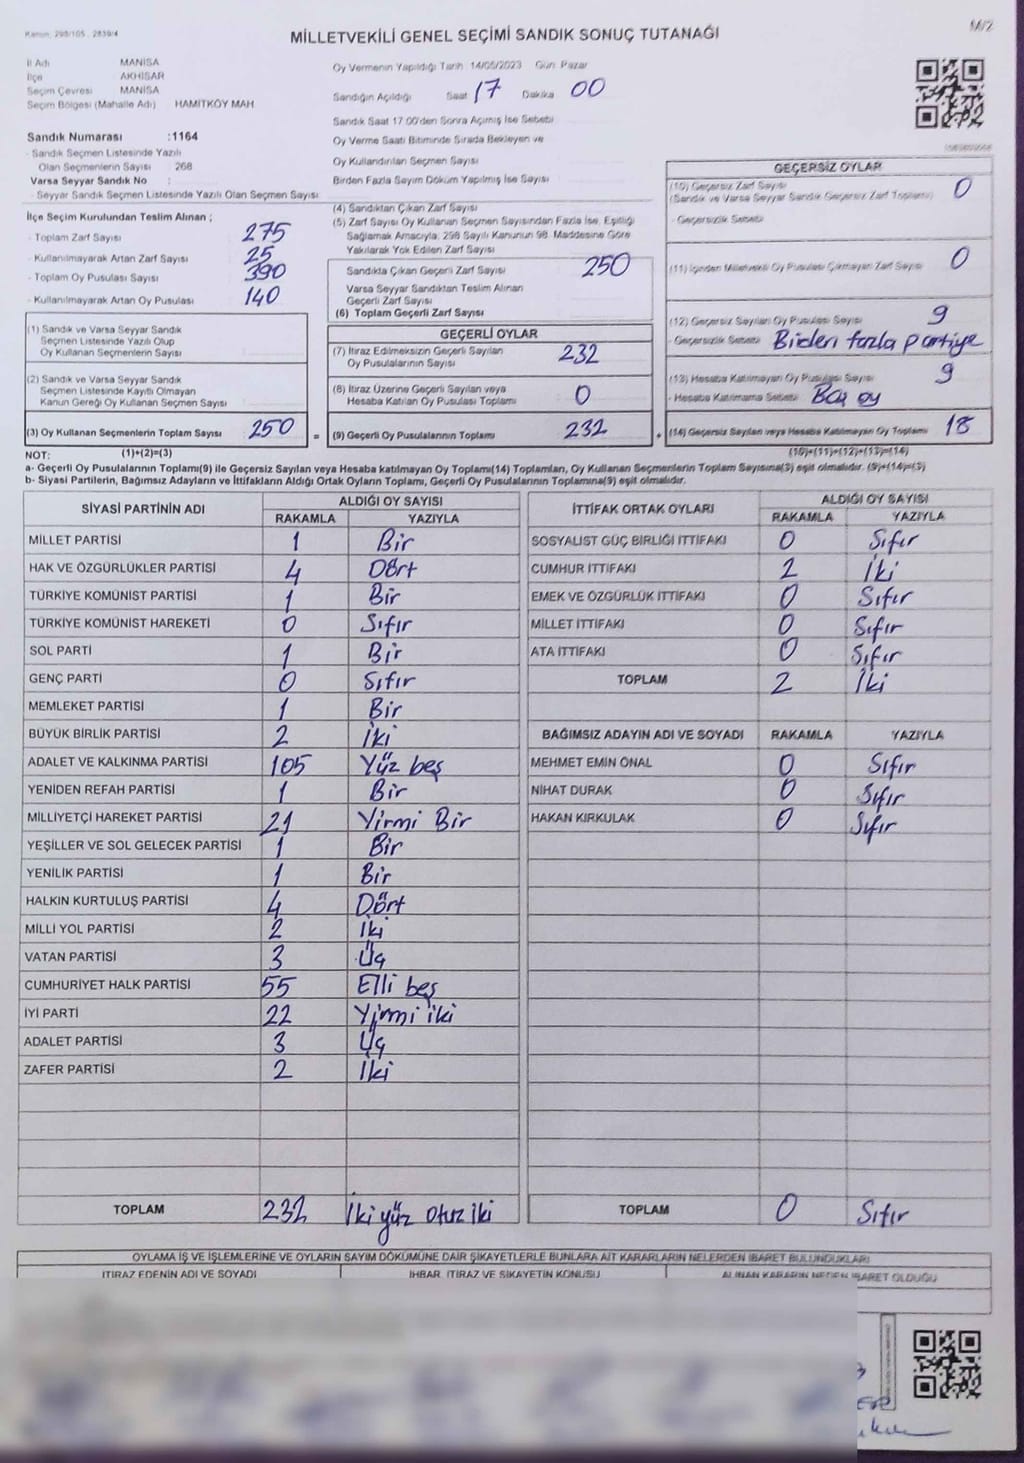 Kanun: 298/105 , 2839/4
M/2
MİLLETVEKİLİ GENEL SEÇİMİ SANDIK SONUÇ TUTANAĞI
İl Adı MANİSA
İlçe AKHİSAR
Seçim Çevresi MANİSA
Seçim Bölgesi (Mahalle Adı) HAMİTKÖY MAH
Sandık Numarası :1164
- Sandık Seçmen Listesinde Yazılı
Olan Seçmenlerin Sayısı : 268
Varsa Seyyar Sandık No :
- Seyyar Sandık Seçmen Listesinde Yazılı Olan Seçmen Sayısı
Oy Vermenin Yapıldığı Tarih 14/05/2023 Gün Pazar
Sandığın Açıldığı Saat 17 Dakika 00
Sandık Saat 17:00'den Sonra Açımış İse Sebebi
Oy Verme Saati Bitiminde Sırada Bekleyen ve
Oy Kullandırılan Seçmen Sayısı
Birden Fazla Sayım Döküm Yapılmış İse Sayısı
İlçe Seçim Kurulundan Teslim Alınan ;
- Toplam Zarf Sayısı 275
- Kullanılmayarak Artan Zarf Sayısı 25
- Toplam Oy Pusulası Sayısı 390
- Kullanılmayarak Artan Oy Pusulası 140
(4) Sandıktan Çıkan Zarf Sayısı
(5) Zarf Sayısı Oy Kullanan Seçmen Sayısından Fazla İse, Eşitliği
Sağlamak Amacıyla, 298 Sayılı Kanunun 98. Maddesine Göre
Yakılarak Yok Edilen Zarf Sayısı
Sandıkta Çıkan Geçerli Zarf Sayısı 250
Varsa Seyyar Sandıktan Teslim Alınan
Geçerli Zarf Sayısı
(6) Toplam Geçerli Zarf Sayısı
GEÇERSİZ OYLAR
(10) Geçersiz Zarf Sayısı 0
(Sandık ve Varsa Seyyar Sandık Geçersiz Zarf Toplamı)
- Geçersizlik Sebebi
(11) İçinden Milletvekili Oy Pusulası Çıkmayan Zarf Sayısı 0
(12) Geçersiz Sayılan Oy Pusulası Sayısı 9
- Geçersizlik Sebebi Birden fazla partiye
(13) Hesaba Katılmayan Oy Pusulası Sayısı 9
- Hesaba Katılmama Sebebi Boş oy
(14) Geçersiz Sayılan veya Hesaba Katılmayan Oy Toplamı 18
(10)+(11)+(12)+(13)=(14)
(1) Sandık ve Varsa Seyyar Sandık
Seçmen Listesinde Yazılı Olup
Oy Kullanan Seçmenlerin Sayısı
(2) Sandık ve Varsa Seyyar Sandık
Seçmen Listesinde Kayıtlı Olmayan
Kanun Gereği Oy Kullanan Seçmen Sayısı
(3) Oy Kullanan Seçmenlerin Toplam Sayısı 250 =
GEÇERLİ OYLAR
(7) İtiraz Edilmeksizin Geçerli Sayılan
Oy Pusulalarının Sayısı 232
(8) İtiraz Üzerine Geçerli Sayılan veya
Hesaba Katılan Oy Pusulası Toplamı 0
(9) Geçerli Oy Pusulalarının Toplamı 232 +
NOT: (1)+(2)=(3)
a- Geçerli Oy Pusulalarının Toplamı(9) ile Geçersiz Sayılan veya Hesaba katılmayan Oy Toplamı(14) Toplamları, Oy Kullanan Seçmenlerin Toplam Sayısına(3) eşit olmalıdır. (9)+(14)=(3)
b- Siyasi Partilerin, Bağımsız Adayların ve İttifakların Aldığı Ortak Oyların Toplamı, Geçerli Oy Pusulalarının Toplamına(9) eşit olmalıdır.
SİYASİ PARTİNİN ADI ALDIĞI OY SAYISI
RAKAMLA YAZIYLA
MİLLET PARTİSİ 1 Bir
HAK VE ÖZGÜRLÜKLER PARTİSİ 4 Dört
TÜRKİYE KOMÜNİST PARTİSİ 1 Bir
TÜRKİYE KOMÜNİST HAREKETİ 0 Sıfır
SOL PARTİ 1 Bir
GENÇ PARTİ 0 Sıfır
MEMLEKET PARTİSİ 1 Bir
BÜYÜK BİRLİK PARTİSİ 2 İki
ADALET VE KALKINMA PARTİSİ 105 Yüz beş
YENİDEN REFAH PARTİSİ 1 Bir
MİLLİYETÇİ HAREKET PARTİSİ 21 Yirmi Bir
YEŞİLLER VE SOL GELECEK PARTİSİ 1 Bir
YENİLİK PARTİSİ 1 Bir
HALKIN KURTULUŞ PARTİSİ 4 Dört
MİLLİ YOL PARTİSİ 2 İki
VATAN PARTİSİ 3 Üç
CUMHURİYET HALK PARTİSİ 55 Elli beş
İYİ PARTİ 22 Yirmi iki
ADALET PARTİSİ 3 Üç
ZAFER PARTİSİ 2 İki
TOPLAM 232 İki yüz otuz iki
İTTİFAK ORTAK OYLARI ALDIĞI OY SAYISI
RAKAMLA YAZIYLA
SOSYALİST GÜÇ BİRLİĞİ İTTİFAKI 0 Sıfır
CUMHUR İTTİFAKI 2 İki
EMEK VE ÖZGÜRLÜK İTTİFAKI 0 Sıfır
MİLLET İTTİFAKI 0 Sıfır
ATA İTTİFAKI 0 Sıfır
TOPLAM 2 İki
BAĞIMSIZ ADAYIN ADI VE SOYADI RAKAMLA YAZIYLA
MEHMET EMİN ÖNAL 0 Sıfır
NİHAT DURAK 0 Sıfır
HAKAN KIRKULAK 0 Sıfır
TOPLAM 0 Sıfır
OYLAMA İŞ VE İŞLEMLERİNE VE OYLARIN SAYIM DÖKÜMÜNE DAİR ŞİKAYETLERLE BUNLARA AİT KARARLARIN NELERDEN İBARET BULUNDUKLARI
İTİRAZ EDENİN ADI VE SOYADI İHBAR, İTİRAZ VE ŞİKAYETİN KONUSU ALINAN KARARIN NEDEN İBARET OLDUĞU